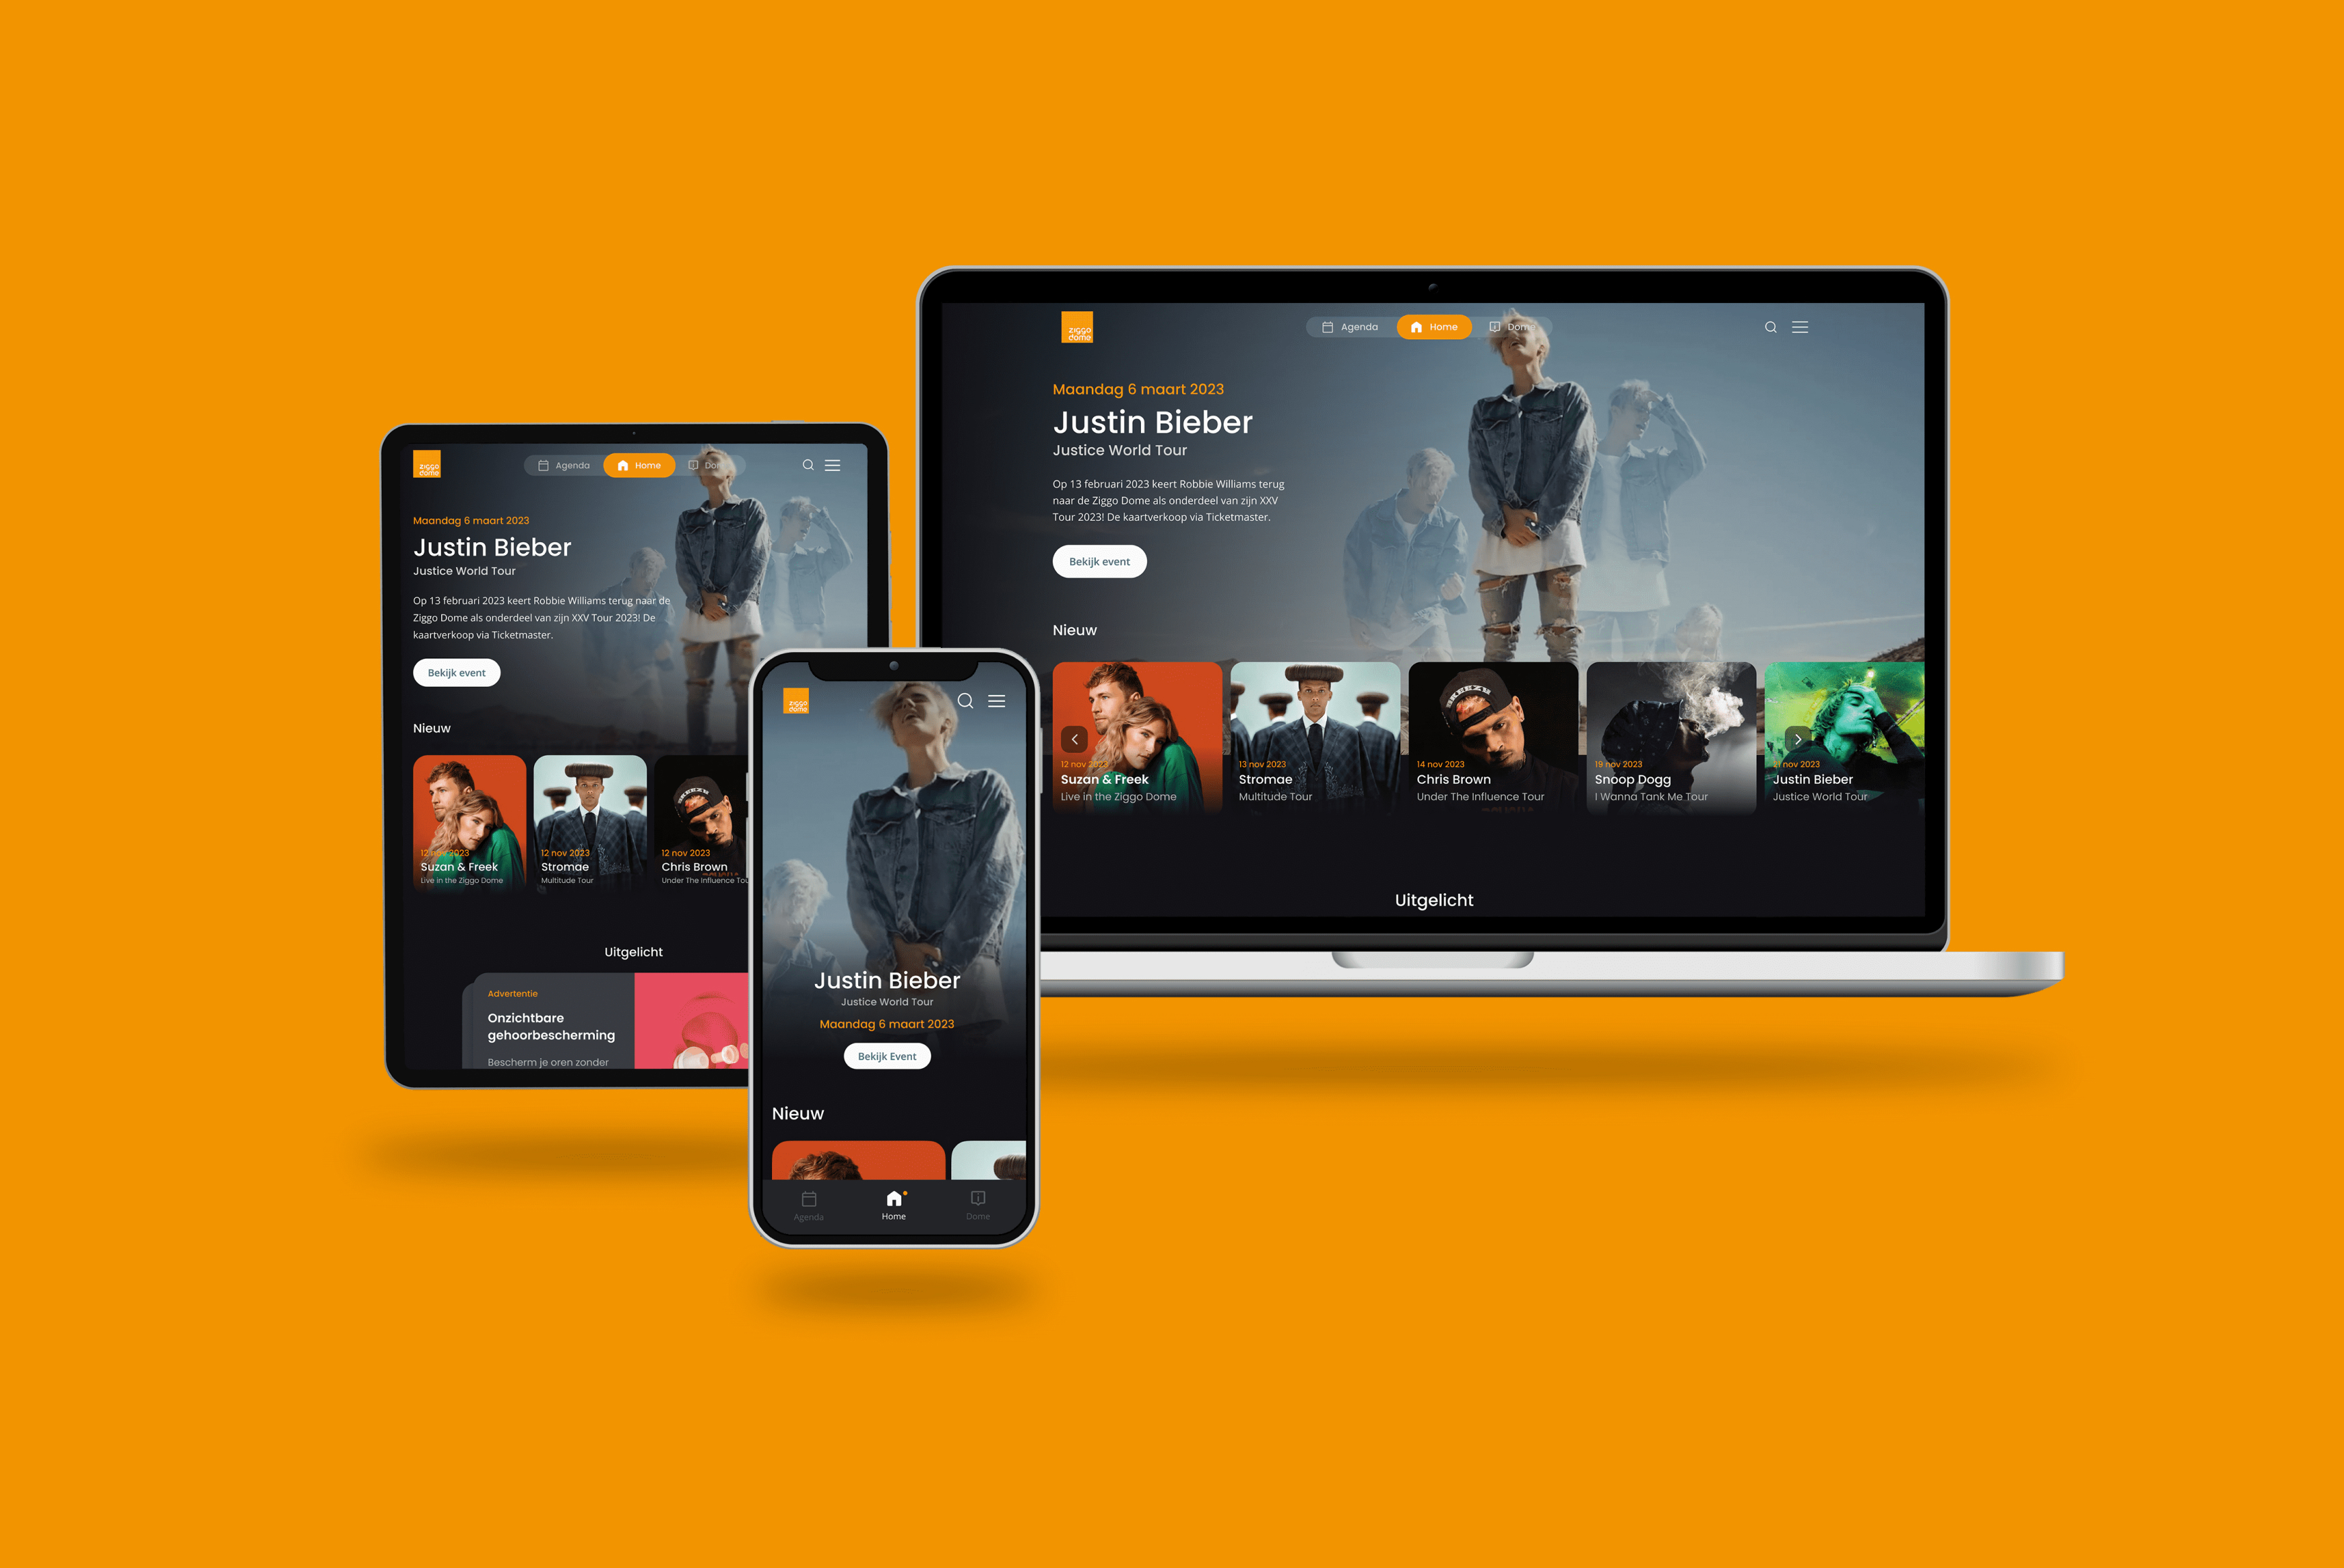 ziggo
dome
Agenda
Home
Dome
Maandag 6 maart 2023
Justin Bieber
Justice World Tour
Op 13 februari 2023 keert Robbie Williams terug naar de
Ziggo Dome als onderdeel van zijn XXV Tour 2023! De
kaartverkoop via Ticketmaster.
Bekijk event
Nieuw
12 nov 2023
Suzan & Freek
Live in the Ziggo Dome
12 nov 2023
Stromae
Multitude Tour
12 nov 2023
Chris Brown
Under The Influence Tou
Uitgelicht
Advertentie
Onzichtbare
gehoorbescherming
Bescherm je oren zonder
ziggo
dome
Justin Bieber
Justice World Tour
Maandag 6 maart 2023
Bekijk Event
Nieuw
Agenda
Home
Dome
ziggo
dome
Agenda
Home
Dome
Maandag 6 maart 2023
Justin Bieber
Justice World Tour
Op 13 februari 2023 keert Robbie Williams terug
naar de Ziggo Dome als onderdeel van zijn XXV
Tour 2023! De kaartverkoop via Ticketmaster.
Bekijk event
Nieuw
12 nov 2023
Suzan & Freek
Live in the Ziggo Dome
13 nov 2023
Stromae
Multitude Tour
14 nov 2023
Chris Brown
Under The Influence Tour
19 nov 2023
Snoop Dogg
I Wanna Tank Me Tour
nov 2023
Justin Bieber
Justice World Tour
Uitgelicht